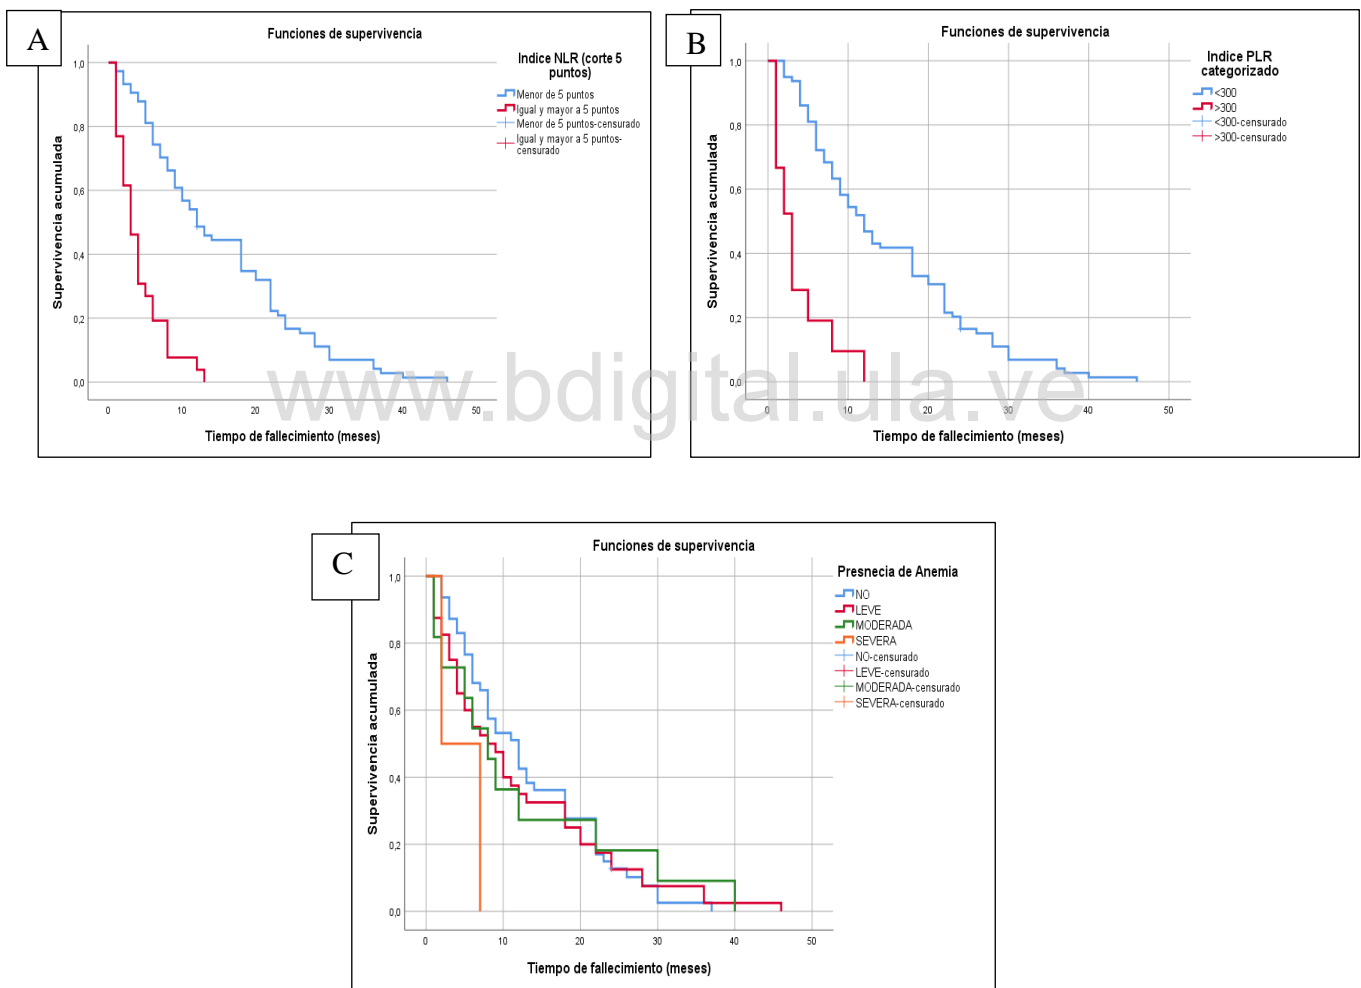 A
Funciones de supervivencia
Indice NLR (corte 5
puntos)
Menor de 5 puntos
Igual y mayor a 5 puntos
Menor de 5 puntos-censurado
Igual y mayor a 5 puntos-
censurado
Supervivencia acumulada
1,0
0,8
0,6
0,4
0,2
0,0
0 10 20 30 40 50
Tiempo de fallecimiento (meses)
B
Funciones de supervivencia
Indice PLR
categorizado
<300
>300
<300-censurado
>300-censurado
Supervivencia acumulada
1,0
0,8
0,6
0,4
0,2
0,0
0 10 20 30 40 50
Tiempo de fallecimiento (meses)
www.bdigital.ula.ve
C
Funciones de supervivencia
Presnecia de Anemia
NO
LEVE
MODERADA
SEVERA
NO-censurado
LEVE-censurado
MODERADA-censurado
SEVERA-censurado
Supervivencia acumulada
1,0
0,8
0,6
0,4
0,2
0,0
0 10 20 30 40 50
Tiempo de fallecimiento (meses)